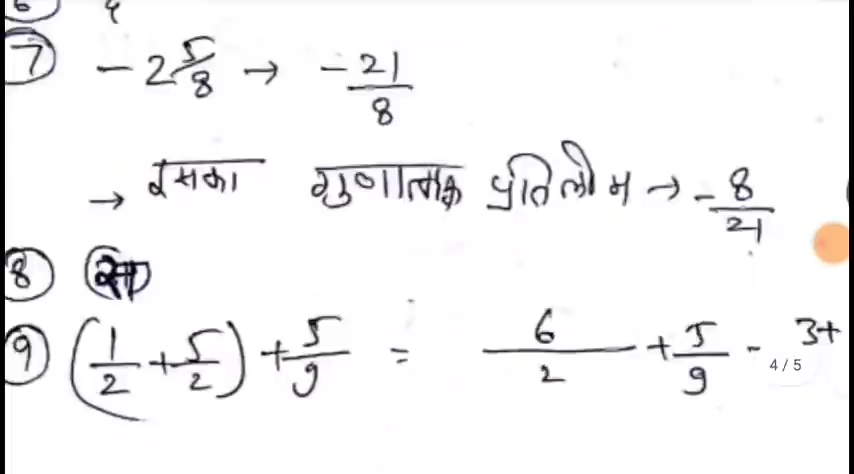 ⑦ - 2 5/8 → -21/8
→ इसका गुणात्मक प्रतिलोम → -8/21
⑧
⑨ (1/2 + 5/2) + 5/9 = 6/2 + 5/9 - 3+
4 / 5